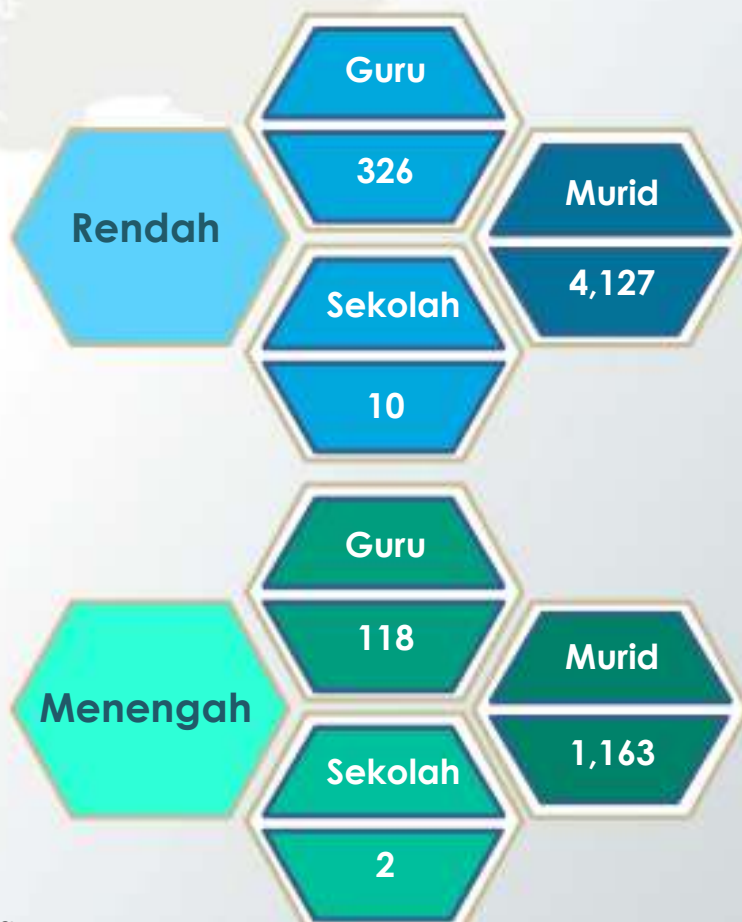 Rendah
Guru
326
Sekolah
10
Murid
4,127
Menengah
Guru
118
Sekolah
2
Murid
1,163